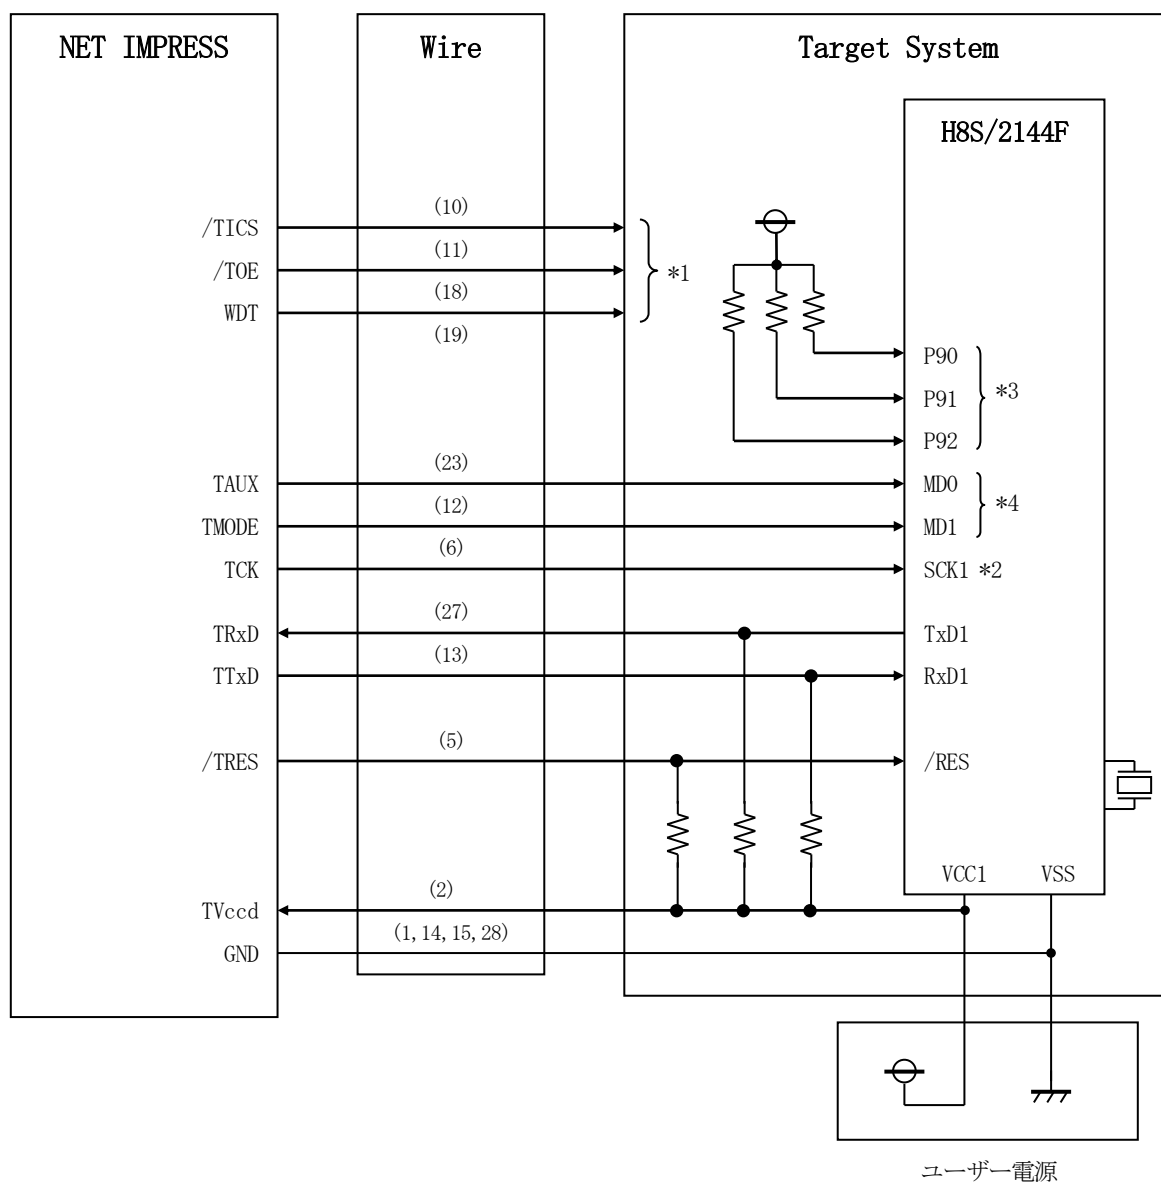 NET IMPRESS
Wire
Target System
H8S/2144F
/TICS
(10)
/TOE
(11)
*1
WDT
(18)
(19)
P90
P91
*3
P92
TAUX
(23)
MD0
*4
TMODE
(12)
MD1
TCK
(6)
SCK1 *2
TRxD
(27)
TxD1
TTxD
(13)
RxD1
/TRES
(5)
/RES
VCC1
VSS
TVccd
(2)
GND
(1,14,15,28)
ユーザー電源